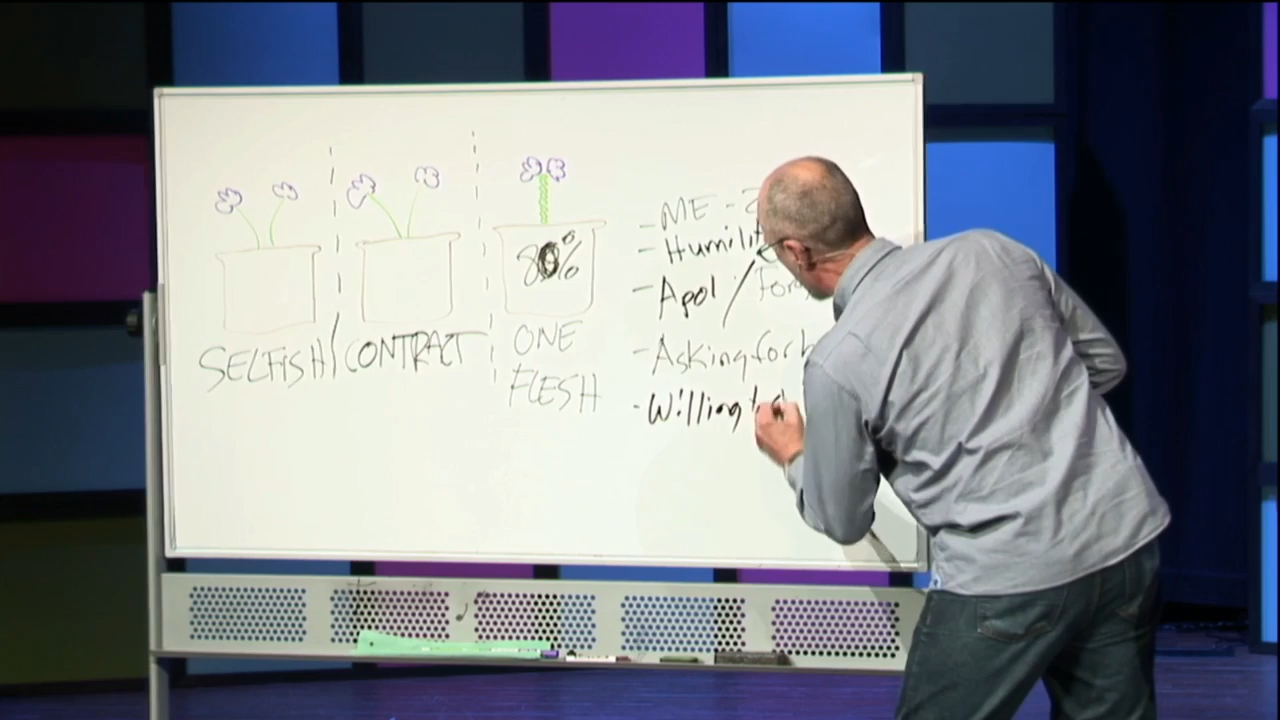 80%
SELFISH/CONTRACT
ONE
FLESH
- ME -
- Humilit
- Apol / For
- Asking for
- Willing